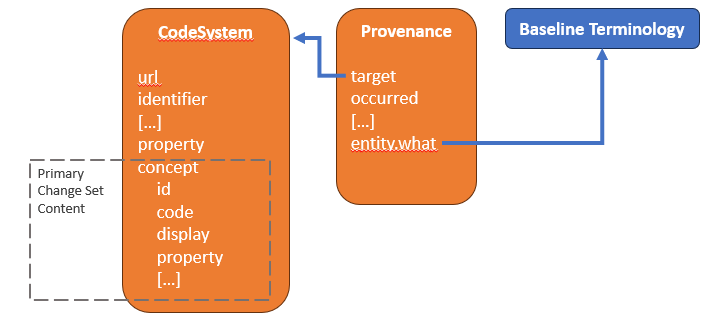 CodeSystem
url
identifier
[...]
property
concept
id
code
display
property
[...]
Primary
Change Set
Content
Provenance
target
occurred
[...]
entity.what
Baseline Terminology